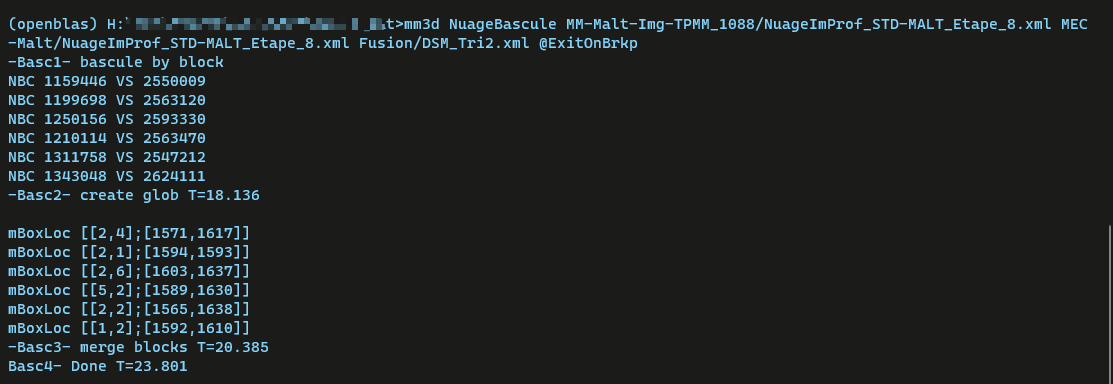 (openblas) H: at>mm3d NuageBascule MM-Malt-Img-TPMM_1088/NuageImProf_STD-MALT_Etape_8.xml MEC
-Malt/NuageImProf_STD-MALT_Etape_8.xml Fusion/DSM_Tri2.xml @ExitOnBrkp
-Basc1- bascule by block
NBC 1159446 VS 2550009
NBC 1199698 VS 2563120
NBC 1250156 VS 2593330
NBC 1210114 VS 2563470
NBC 1311758 VS 2547212
NBC 1343048 VS 2624111
-Basc2- create glob T=18.136
mBoxLoc [[2,4];[1571,1617]]
mBoxLoc [[2,1];[1594,1593]]
mBoxLoc [[2,6];[1603,1637]]
mBoxLoc [[5,2];[1589,1630]]
mBoxLoc [[2,2];[1565,1638]]
mBoxLoc [[1,2];[1592,1610]]
-Basc3- merge blocks T=20.385
Basc4- Done T=23.801